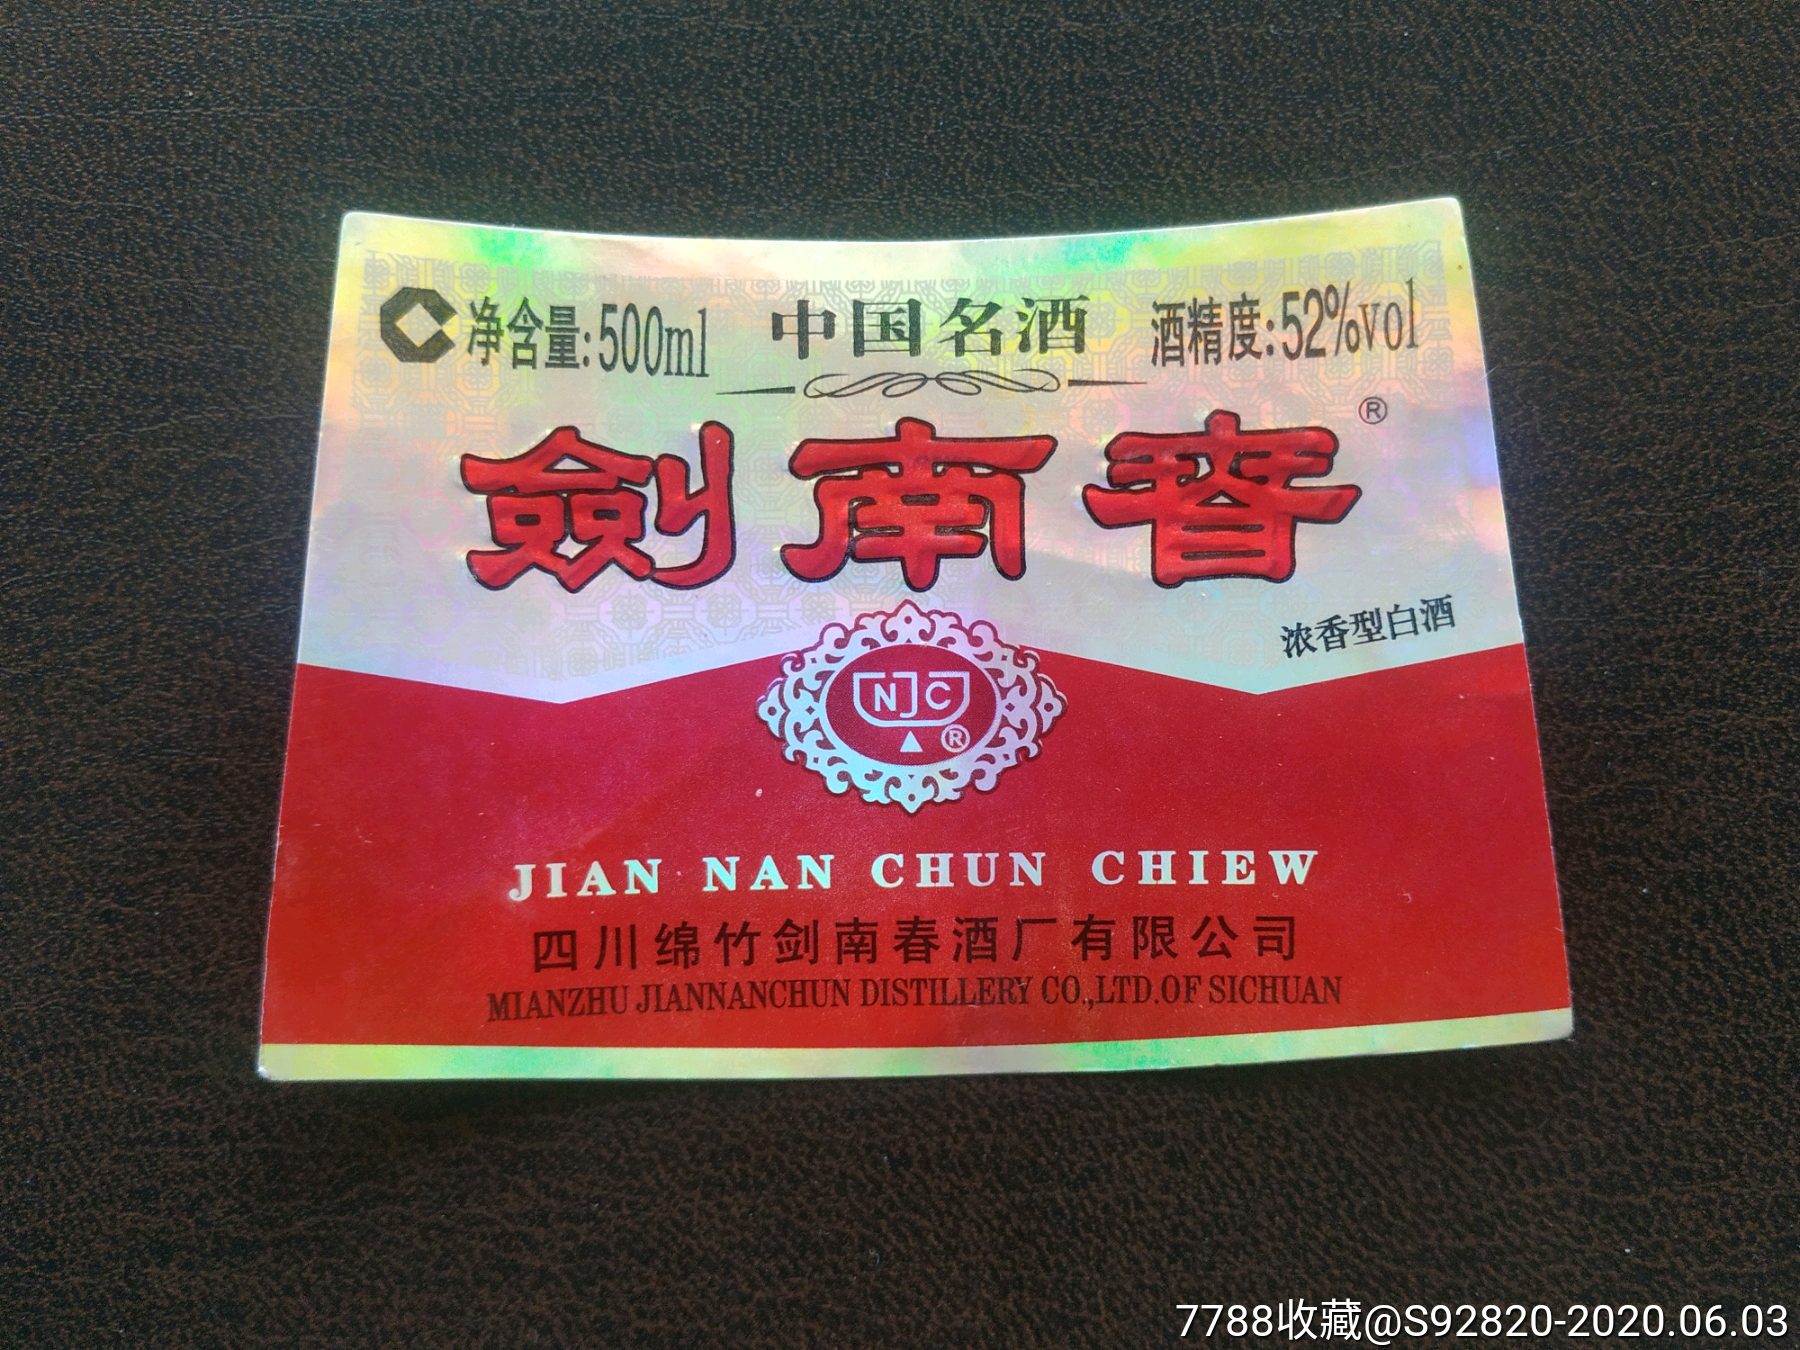 净含量:500ml 中国名酒 酒精度:52%vol
劍南春®
浓香型白酒
NJC®
JIAN NAN CHUN CHIEW
四川绵竹剑南春酒厂有限公司
MIANZHU JIANNANCHUN DISTILLERY CO.,LTD.OF SICHUAN
7788收藏@S92820-2020.06.03